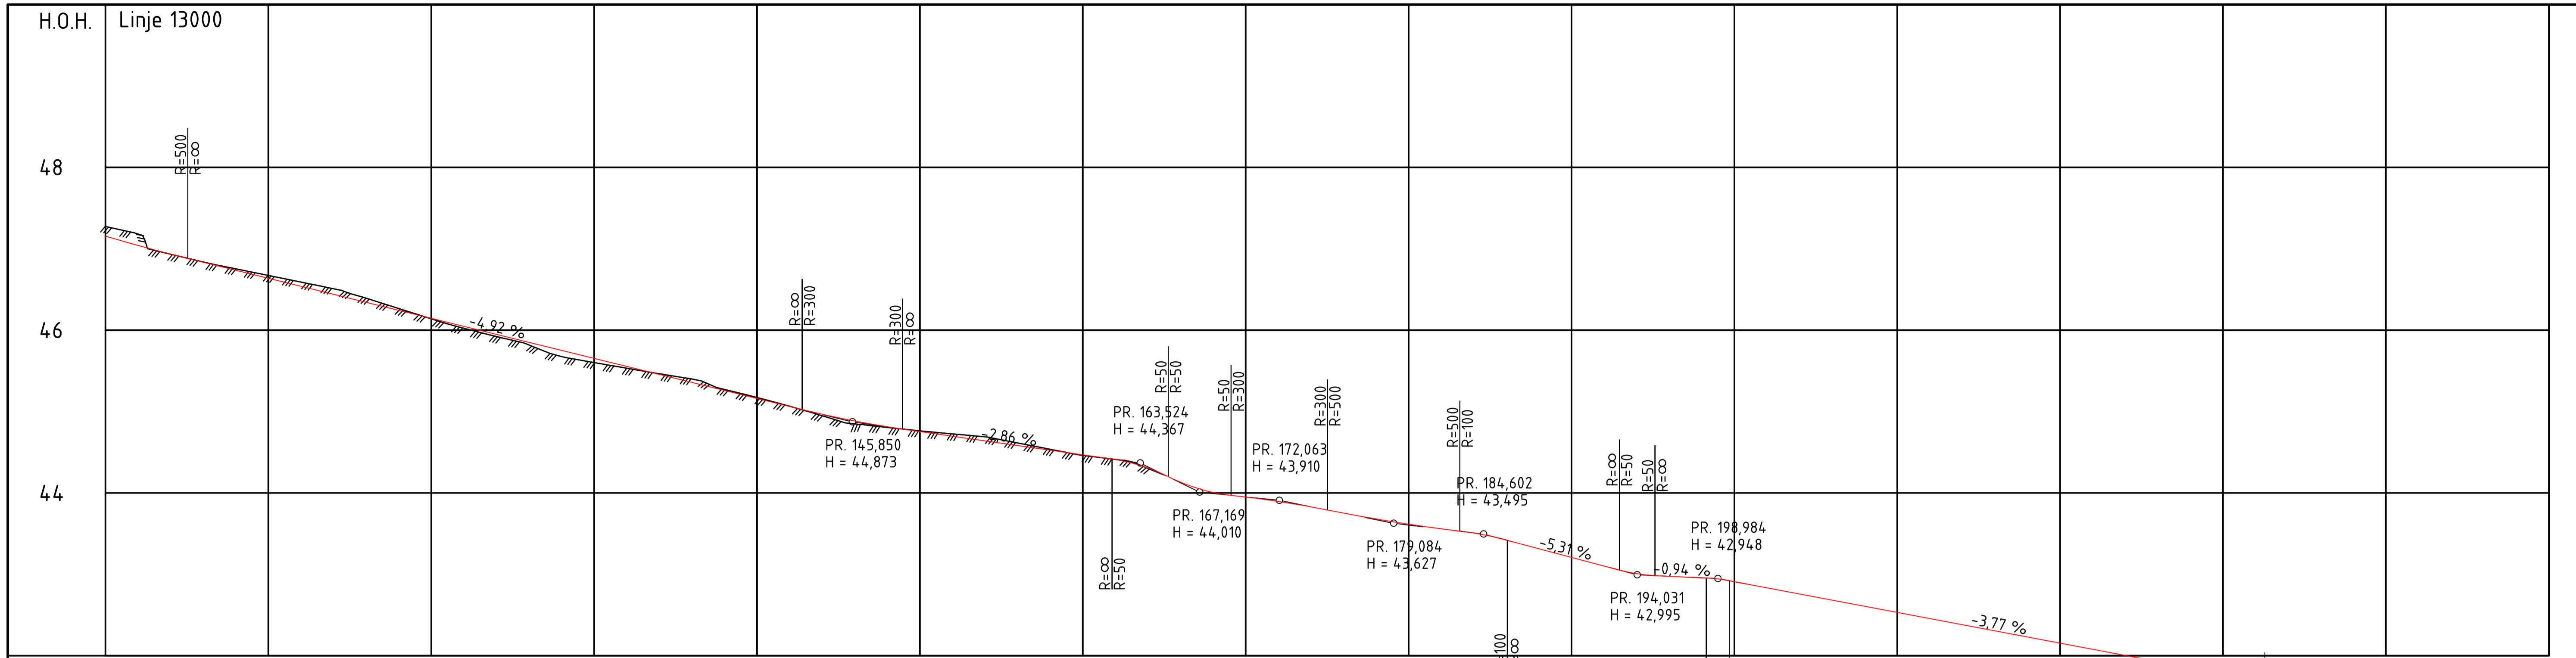 H.O.H.
Linje 13000
48
46
44
R=500
R=∞
-4,92 %
R=∞
R=300
R=300
R=∞
PR. 145,850
H = 44,873
-2,86 %
R=∞
R=50
PR. 163,524
H = 44,367
R=50
R=50
PR. 167,169
H = 44,010
R=50
R=300
PR. 172,063
H = 43,910
R=300
R=500
PR. 179,084
H = 43,627
R=500
R=100
PR. 184,602
H = 43,495
100
∞
-5,31 %
R=∞
R=50
R=50
R=∞
PR. 194,031
H = 42,995
-0,94 %
PR. 198,984
H = 42,948
-3,77 %